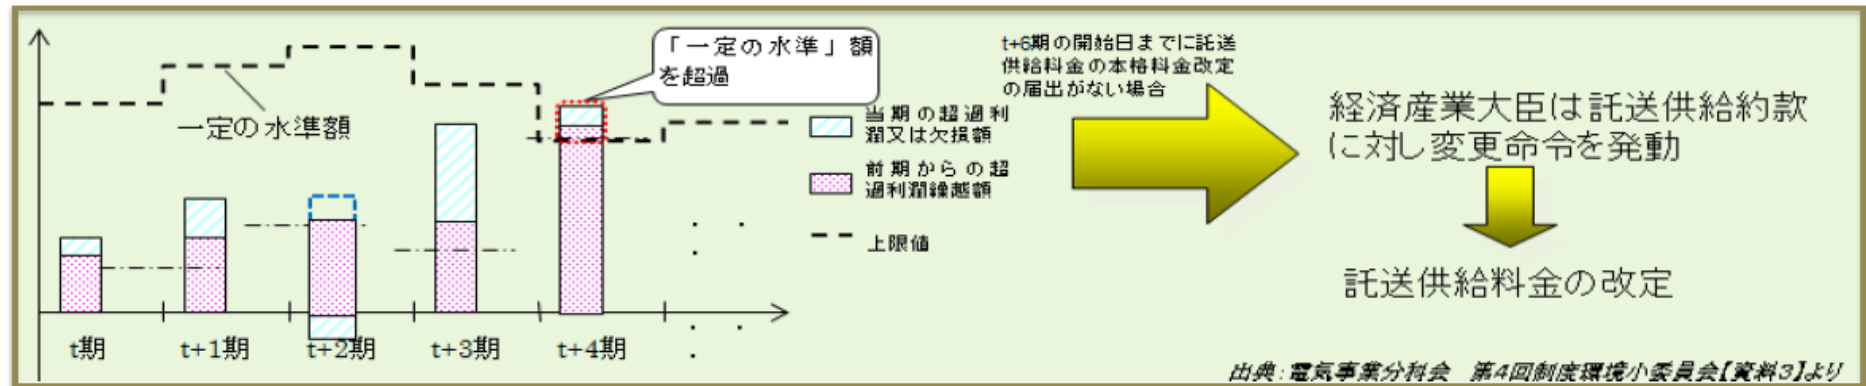 「一定の水準」額
を超過
一定の水準額
t期
t+1期
t+2期
t+3期
t+4期
当期の超過利
潤又は欠損額
前期からの超
過利潤繰越額
上限値
t+6期の開始日までに託送
供給料金の本格料金改定
の届出がない場合
経済産業大臣は託送供給約款
に対し変更命令を発動
託送供給料金の改定
出典：電気事業分科会　第4回制度環境小委員会【資料3】より